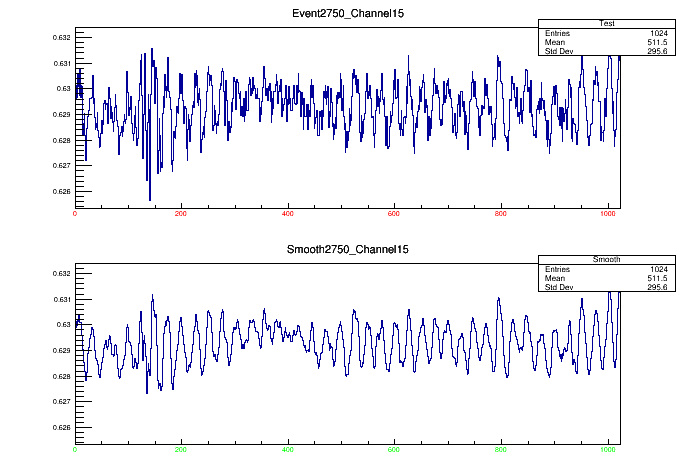 Event2750_Channel15
Test
Entries 1024
Mean 511.5
Std Dev 295.6
0.632
0.631
0.63
0.629
0.628
0.627
0.626
0 200 400 600 800 1000
Smooth2750_Channel15
Smooth
Entries 1024
Mean 511.5
Std Dev 295.6
0.632
0.631
0.63
0.629
0.628
0.627
0.626
0 200 400 600 800 1000